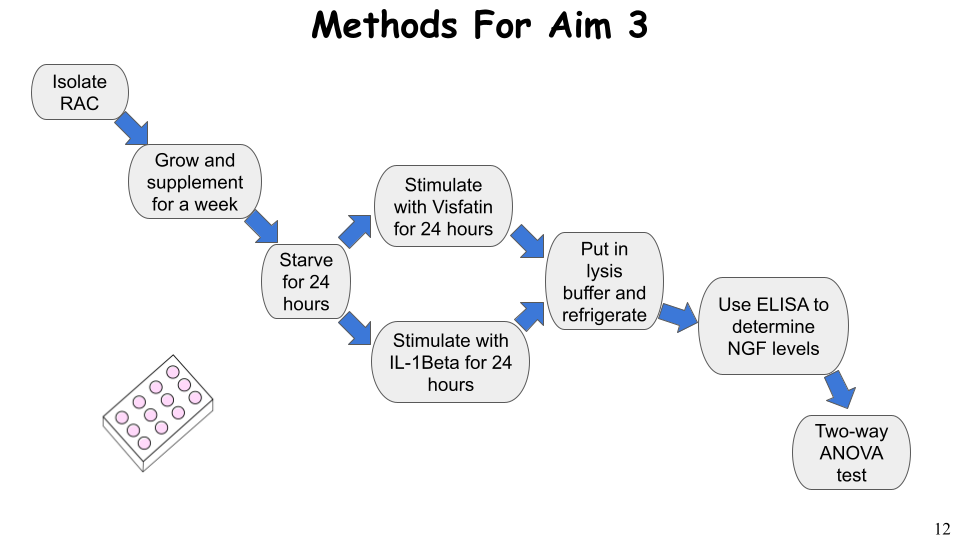 Methods For Aim 3
Isolate
RAC
Grow and
supplement
for a week
Starve
for 24
hours
Stimulate
with Visfatin
for 24 hours
Stimulate with
IL-1Beta for 24
hours
Put in
lysis
buffer and
refrigerate
Use ELISA to
determine
NGF levels
Two-way
ANOVA
test
12